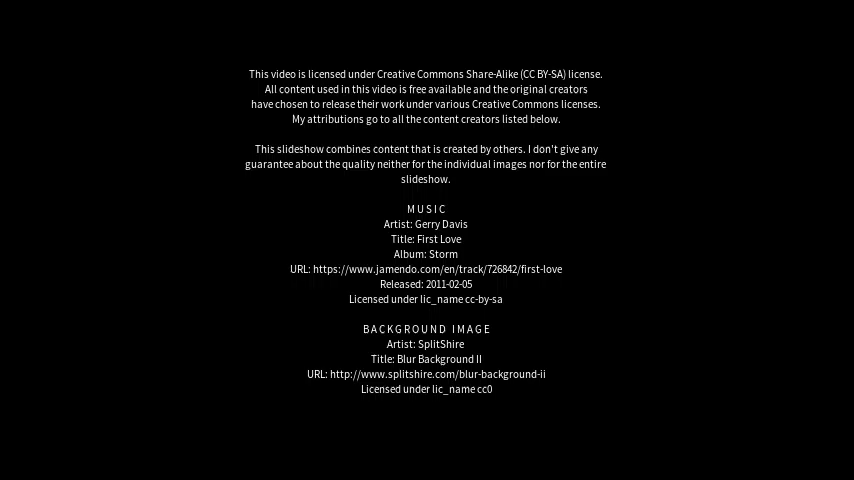 This video is licensed under Creative Commons Share-Alike (CC BY-SA) license.
All content used in this video is free available and the original creators
have chosen to release their work under various Creative Commons licenses.
My attributions go to all the content creators listed below.
This slideshow combines content that is created by others. I don't give any
guarantee about the quality neither for the individual images nor for the entire
slideshow.
MUSIC
Artist: Gerry Davis
Title: First Love
Album: Storm
URL: https://www.jamendo.com/en/track/726842/first-love
Released: 2011-02-05
Licensed under lic_name cc-by-sa
BACKGROUND IMAGE
Artist: SplitShire
Title: Blur Background II
URL: http://www.splitshire.com/blur-background-ii
Licensed under lic_name cc0